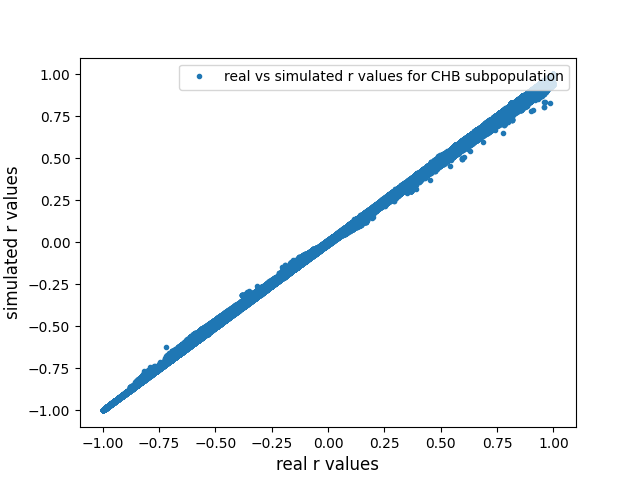 real vs simulated r values for CHB subpopulation
1.00
0.75
0.50
0.25
0.00
−0.25
−0.50
−0.75
−1.00
simulated r values
−1.00 −0.75 −0.50 −0.25 0.00 0.25 0.50 0.75 1.00
real r values